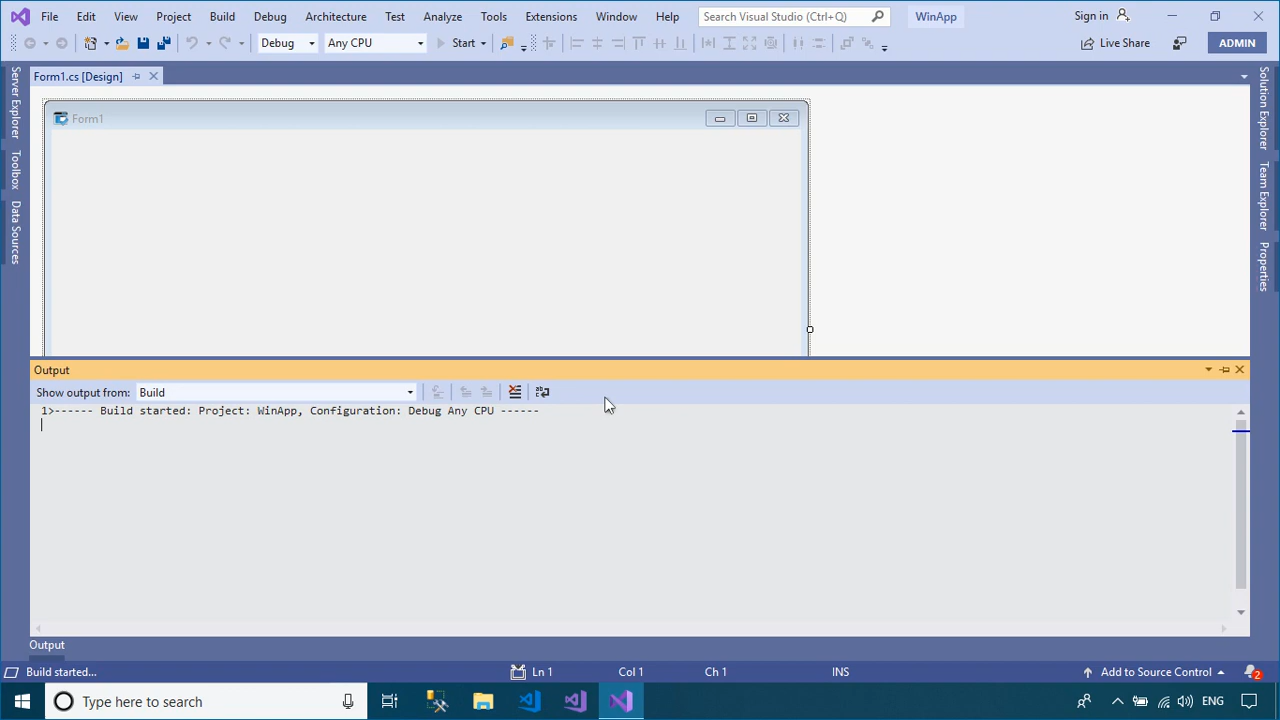 File Edit View Project Build Debug Architecture Test Analyze Tools Extensions Window Help Search Visual Studio (Ctrl+Q) WinApp Sign in
Debug Any CPU Start Live Share ADMIN
Form1.cs [Design]
Server Explorer
Toolbox
Data Sources
Form1
Solution Explorer
Team Explorer
Properties
Output
Show output from: Build
1>------ Build started: Project: WinApp, Configuration: Debug Any CPU ------
Output
Build started... Ln 1 Col 1 Ch 1 INS Add to Source Control 2
Type here to search ENG